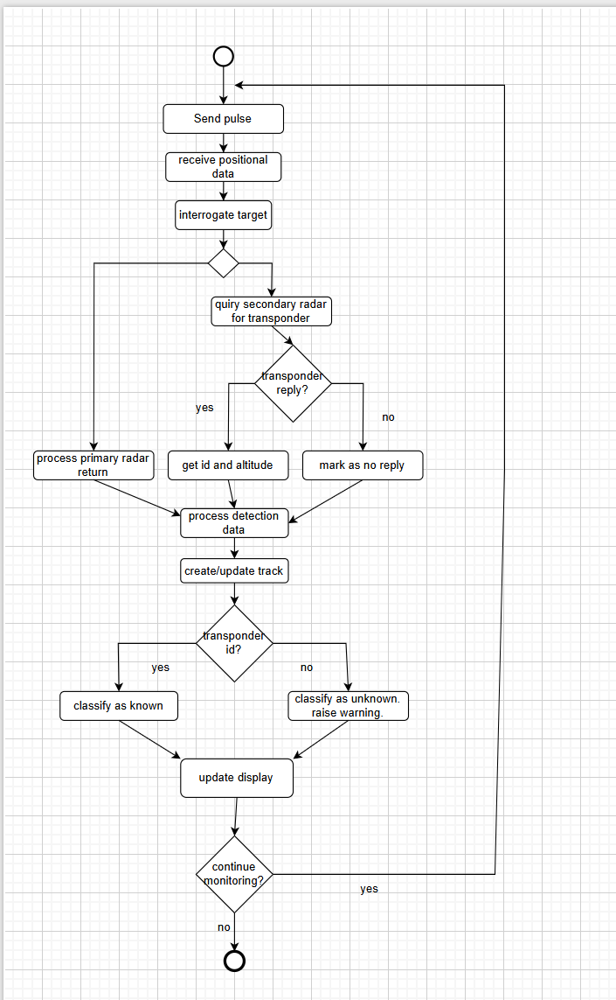 Send pulse
receive positional
data
interrogate target
quiry secondary radar
for transponder
transponder
reply?
yes
no
process primary radar
return
get id and altitude
mark as no reply
process detection
data
create/update track
transponder
id?
yes
no
classify as known
classify as unknown.
raise warning.
update display
continue
monitoring?
yes
no